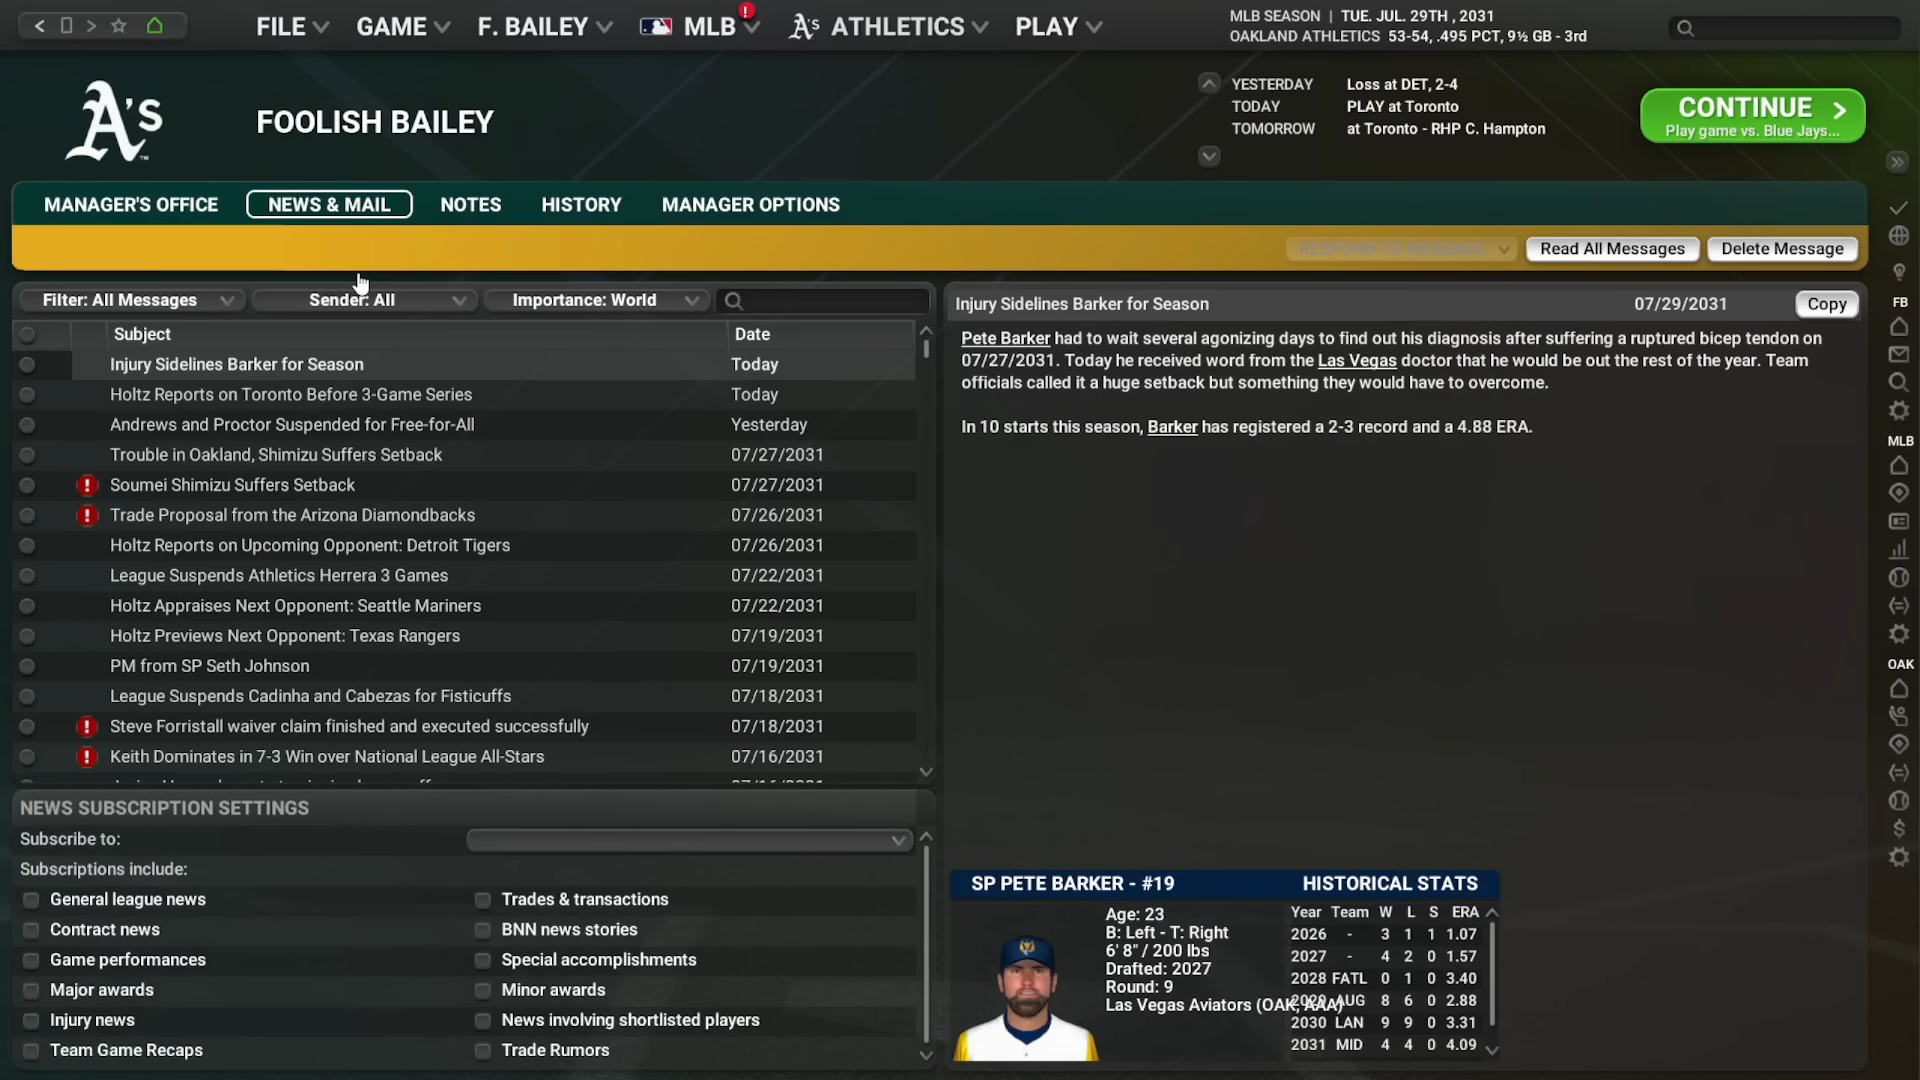 FILE
GAME
F. BAILEY
MLB
ATHLETICS
PLAY
MLB SEASON | TUE. JUL. 29TH , 2031
OAKLAND ATHLETICS 53-54, .495 PCT, 9½ GB - 3rd
A's
FOOLISH BAILEY
YESTERDAY Loss at DET, 2-4
TODAY PLAY at Toronto
TOMORROW at Toronto - RHP C. Hampton
CONTINUE
Play game vs. Blue Jays...
MANAGER'S OFFICE
NEWS & MAIL
NOTES
HISTORY
MANAGER OPTIONS
RESPOND TO MESSAGE
Read All Messages
Delete Message
Filter: All Messages
Sender: All
Importance: World
Subject Date
Injury Sidelines Barker for Season Today
Holtz Reports on Toronto Before 3-Game Series Today
Andrews and Proctor Suspended for Free-for-All Yesterday
Trouble in Oakland, Shimizu Suffers Setback 07/27/2031
! Soumei Shimizu Suffers Setback 07/27/2031
! Trade Proposal from the Arizona Diamondbacks 07/26/2031
Holtz Reports on Upcoming Opponent: Detroit Tigers 07/26/2031
League Suspends Athletics Herrera 3 Games 07/22/2031
Holtz Appraises Next Opponent: Seattle Mariners 07/22/2031
Holtz Previews Next Opponent: Texas Rangers 07/19/2031
PM from SP Seth Johnson 07/19/2031
League Suspends Cadinha and Cabezas for Fisticuffs 07/18/2031
! Steve Forristall waiver claim finished and executed successfully 07/18/2031
! Keith Dominates in 7-3 Win over National League All-Stars 07/16/2031
Injury Sidelines Barker for Season 07/29/2031
Copy
Pete Barker had to wait several agonizing days to find out his diagnosis after suffering a ruptured bicep tendon on
07/27/2031. Today he received word from the Las Vegas doctor that he would be out the rest of the year. Team
officials called it a huge setback but something they would have to overcome.
In 10 starts this season, Barker has registered a 2-3 record and a 4.88 ERA.
NEWS SUBSCRIPTION SETTINGS
Subscribe to:
Subscriptions include:
General league news
Trades & transactions
Contract news
BNN news stories
Game performances
Special accomplishments
Major awards
Minor awards
Injury news
News involving shortlisted players
Team Game Recaps
Trade Rumors
SP PETE BARKER - #19
Age: 23
B: Left - T: Right
6' 8" / 200 lbs
Drafted: 2027
Round: 9
Las Vegas Aviators (OAK, AAA)
HISTORICAL STATS
Year Team W L S ERA
2026 - 3 1 1 1.07
2027 - 4 2 0 1.57
2028 FATL 0 1 0 3.40
2029 AUG 8 6 0 2.88
2030 LAN 9 9 0 3.31
2031 MID 4 4 0 4.09
FB
MLB
OAK